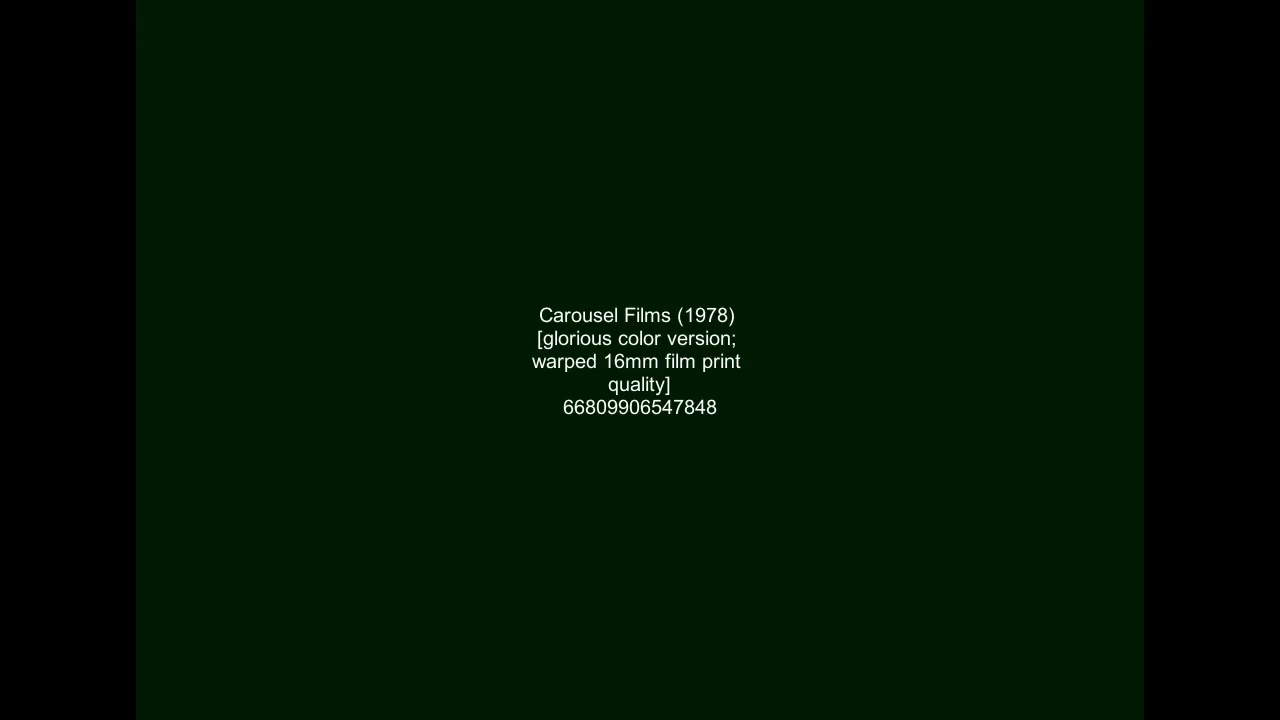 Carousel Films (1978)
[glorious color version;
warped 16mm film print
quality]
66809906547848